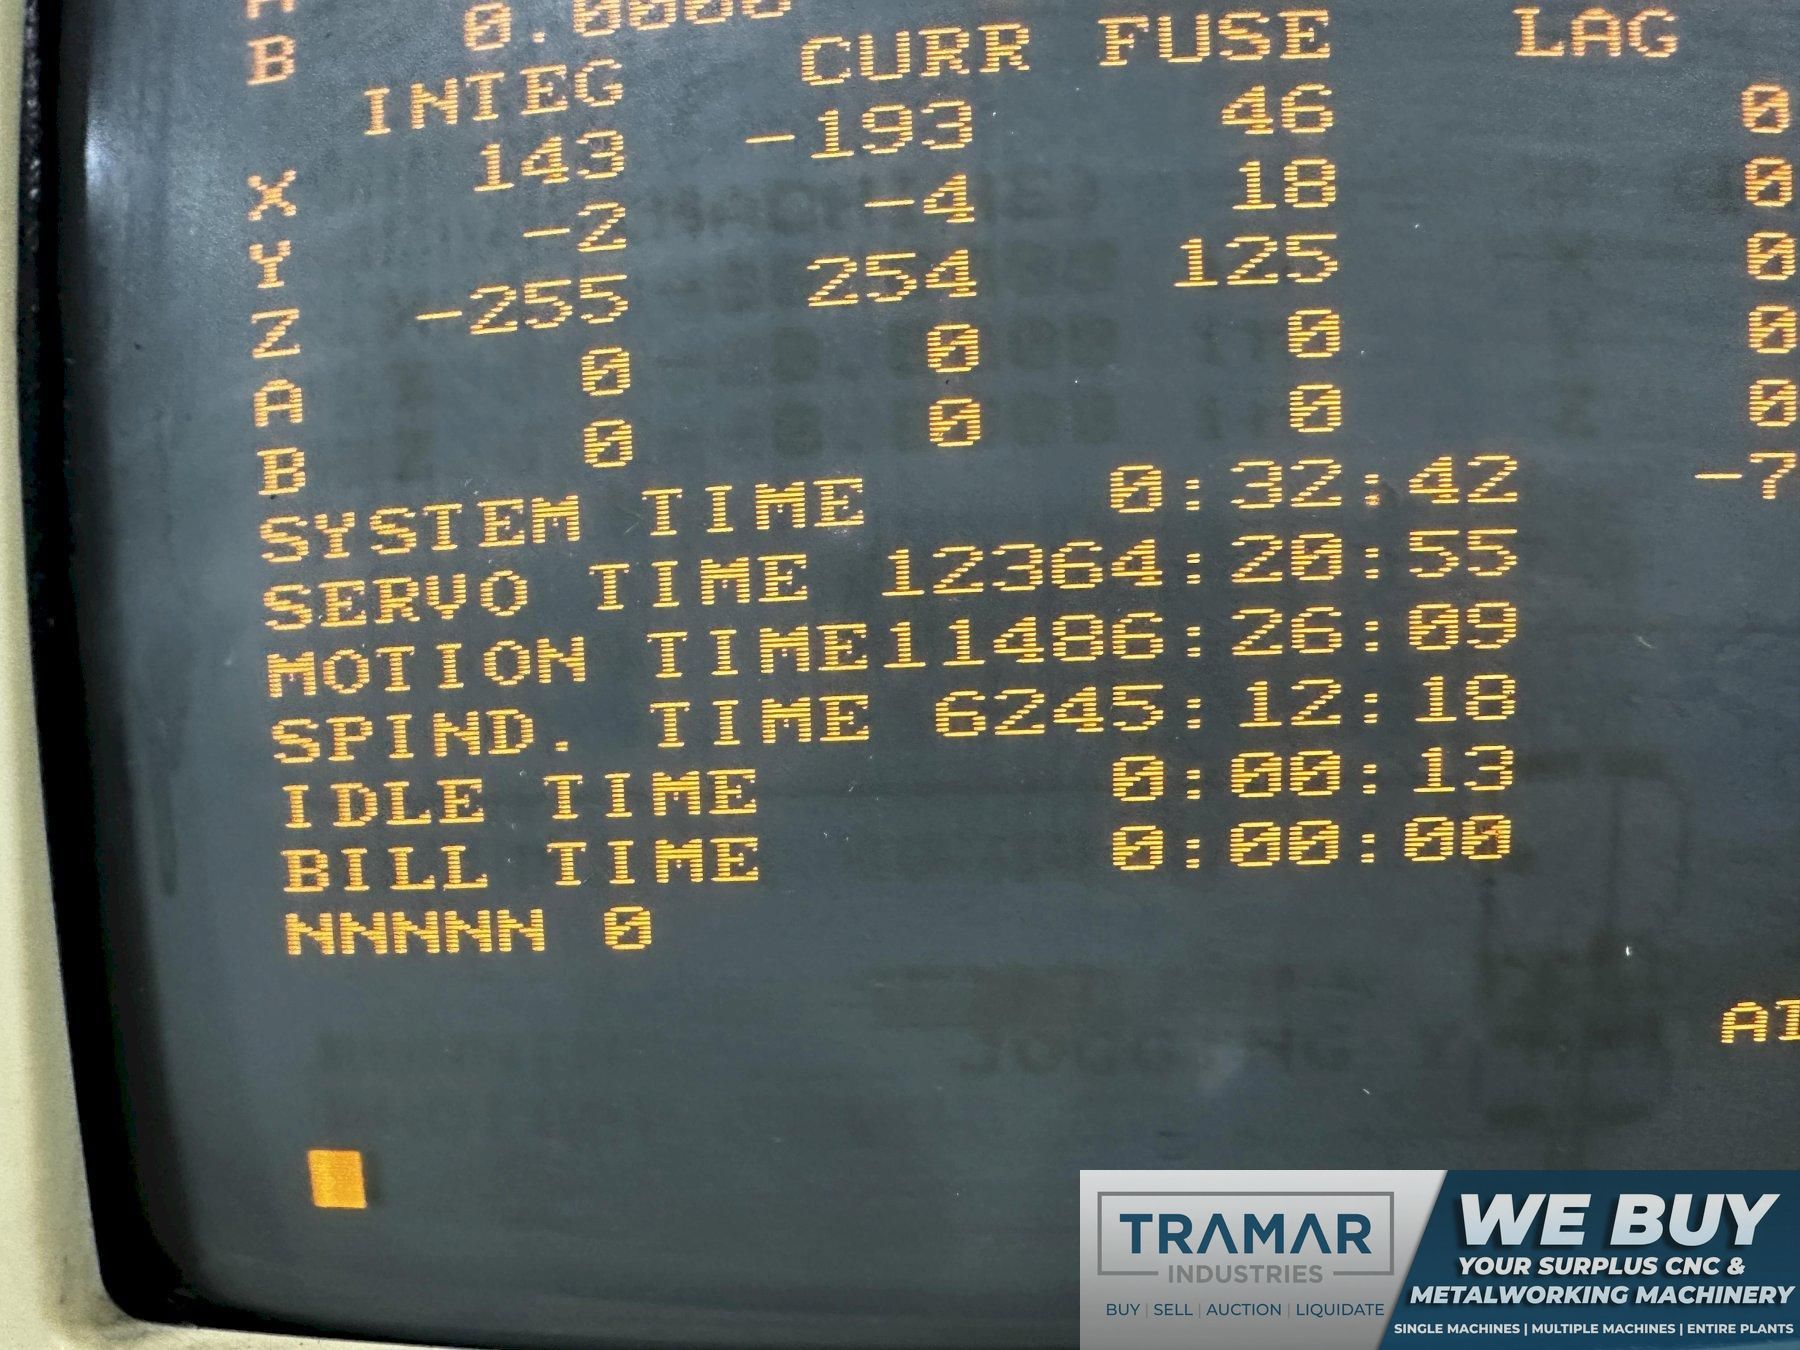 B 0.0000
INTEG CURR FUSE LAG
X 143 -193 46 0
Y -2 -4 18 0
Z -255 254 125 0
A 0 0 0 0
B 0 0 0 0
SYSTEM TIME 0:32:42 -7
SERVO TIME 12364:20:55
MOTION TIME11486:26:09
SPIND. TIME 6245:12:18
IDLE TIME 0:00:13
BILL TIME 0:00:00
NNNNN 0
TRAMAR
INDUSTRIES
BUY | SELL | AUCTION | LIQUIDATE
WE BUY
YOUR SURPLUS CNC &
METALWORKING MACHINERY
SINGLE MACHINES | MULTIPLE MACHINES | ENTIRE PLANTS